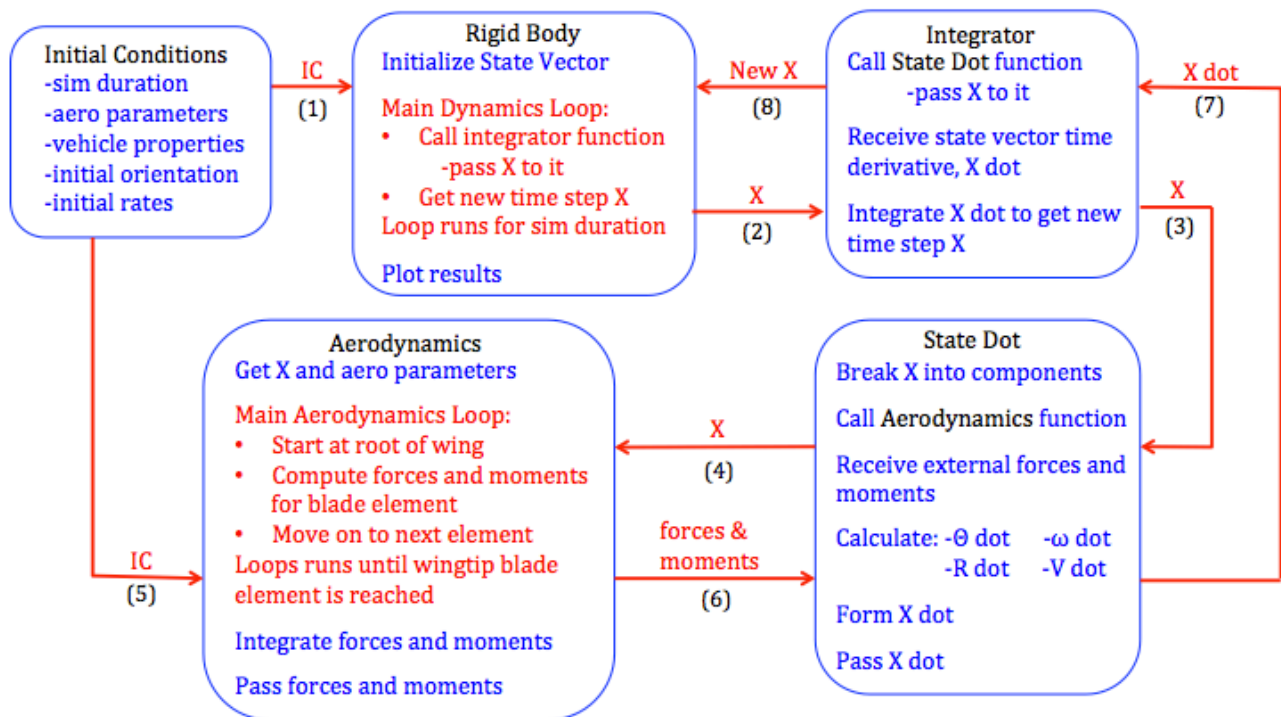 Initial Conditions
-sim duration
-aero parameters
-vehicle properties
-initial orientation
-initial rates
IC
(1)
Rigid Body
Initialize State Vector
Main Dynamics Loop:
• Call integrator function
-pass X to it
• Get new time step X
Loop runs for sim duration
Plot results
New X
(8)
X
(2)
Integrator
Call State Dot function
-pass X to it
Receive state vector time
derivative, X dot
Integrate X dot to get new
time step X
X dot
(7)
X
(3)
IC
(5)
Aerodynamics
Get X and aero parameters
Main Aerodynamics Loop:
• Start at root of wing
• Compute forces and moments
for blade element
• Move on to next element
Loops runs until wingtip blade
element is reached
Integrate forces and moments
Pass forces and moments
X
(4)
forces &
moments
(6)
State Dot
Break X into components
Call Aerodynamics function
Receive external forces and
moments
Calculate: -Θ dot -ω dot
-R dot -V dot
Form X dot
Pass X dot